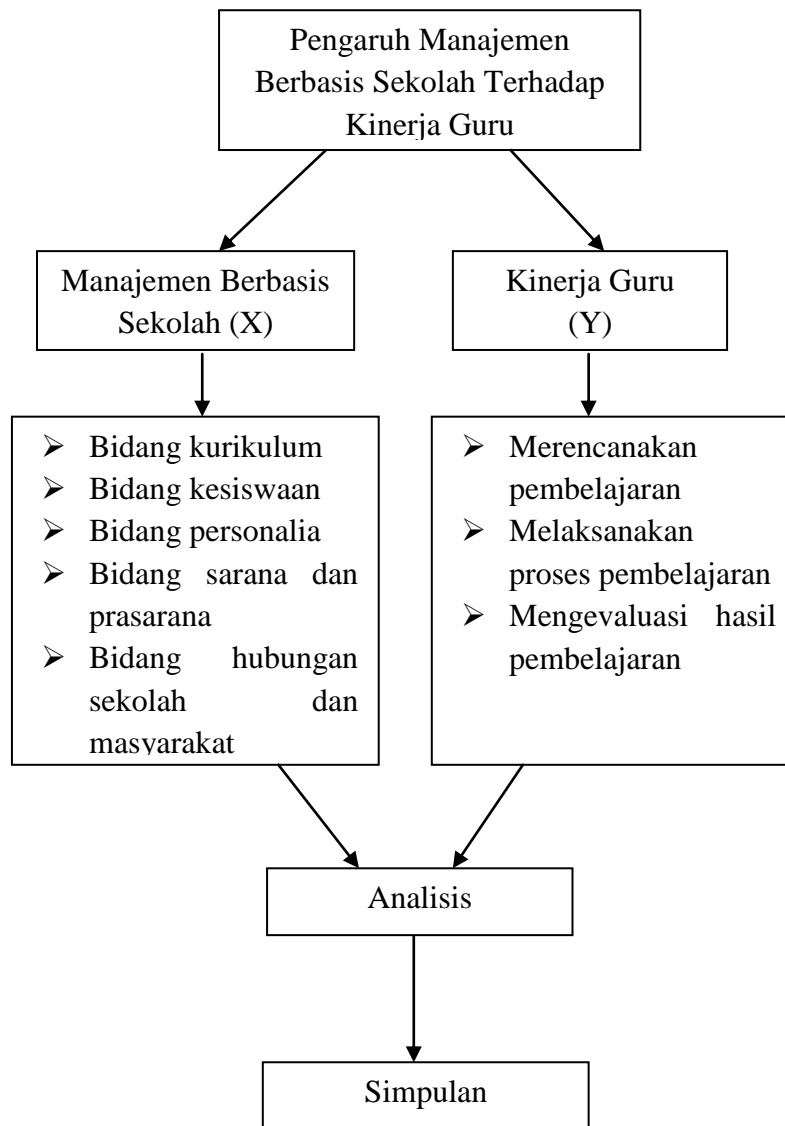 Pengaruh Manajemen
Berbasis Sekolah Terhadap
Kinerja Guru
Manajemen Berbasis
Sekolah (X)
Kinerja Guru
(Y)
➢ Bidang kurikulum
➢ Bidang kesiswaan
➢ Bidang personalia
➢ Bidang sarana dan
prasarana
➢ Bidang hubungan
sekolah dan
masyarakat
➢ Merencanakan
pembelajaran
➢ Melaksanakan
proses pembelajaran
➢ Mengevaluasi hasil
pembelajaran
Analisis
Simpulan